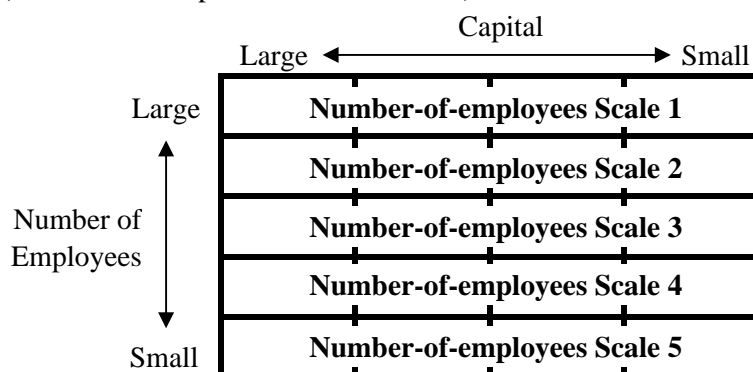 Capital
Large Small
Large Number-of-employees Scale 1
Number-of-employees Scale 2
Number of
Employees
Number-of-employees Scale 3
Number-of-employees Scale 4
Small Number-of-employees Scale 5